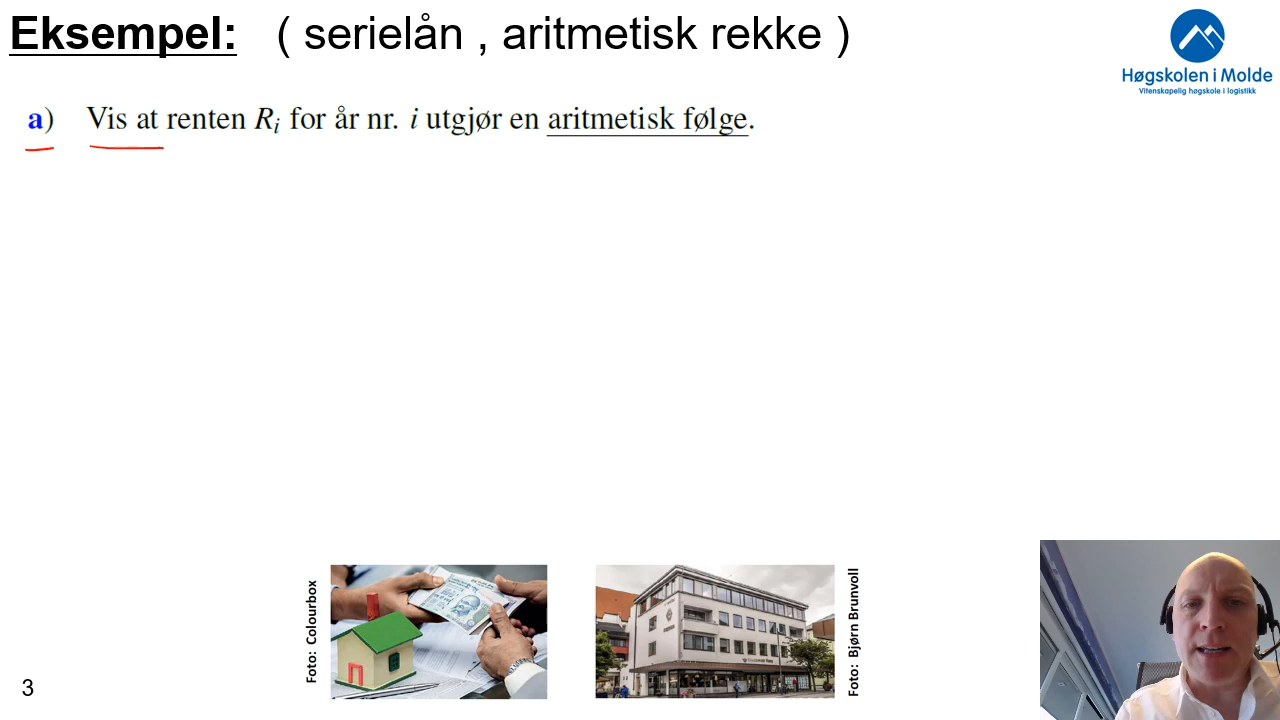 Eksempel: ( serielån , aritmetisk rekke )
Høgskolen i Molde
Vitenskapelig høgskole i logistikk
a) Vis at renten Ri for år nr. i utgjør en aritmetisk følge.
Foto: Colourbox
Foto: Bjørn Brunvoll
3